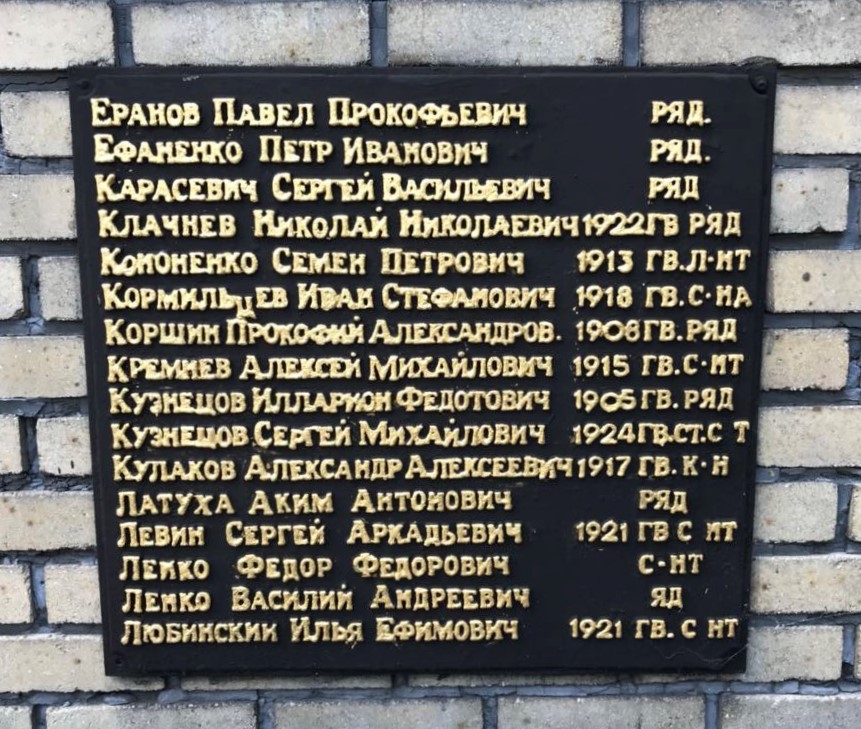 Еранов Павел Прокофьевич ряд.
Ефаненко Петр Иванович ряд.
Карасевич Сергей Васильевич ряд
Клачнев Николай Николаевич 1922 гв ряд
Кононенко Семен Петрович 1913 гв. л-нт
Кормильцев Иван Стефанович 1918 гв. с-на
Коршин Прокофий Александров. 1908 гв. ряд
Кремнев Алексей Михайлович 1915 гв. с-нт
Кузнецов Илларион Федотович 1905 гв. ряд
Кузнецов Сергей Михайлович 1924 гв. ст. с т
Кулаков Александр Алексеевич 1917 гв. к-н
Латуха Аким Антонович ряд
Левин Сергей Аркадьевич 1921 гв с нт
Ленко Федор Федорович с-нт
Ленко Василий Андреевич яд
Любинскии Илья Ефимович 1921 гв. с нт